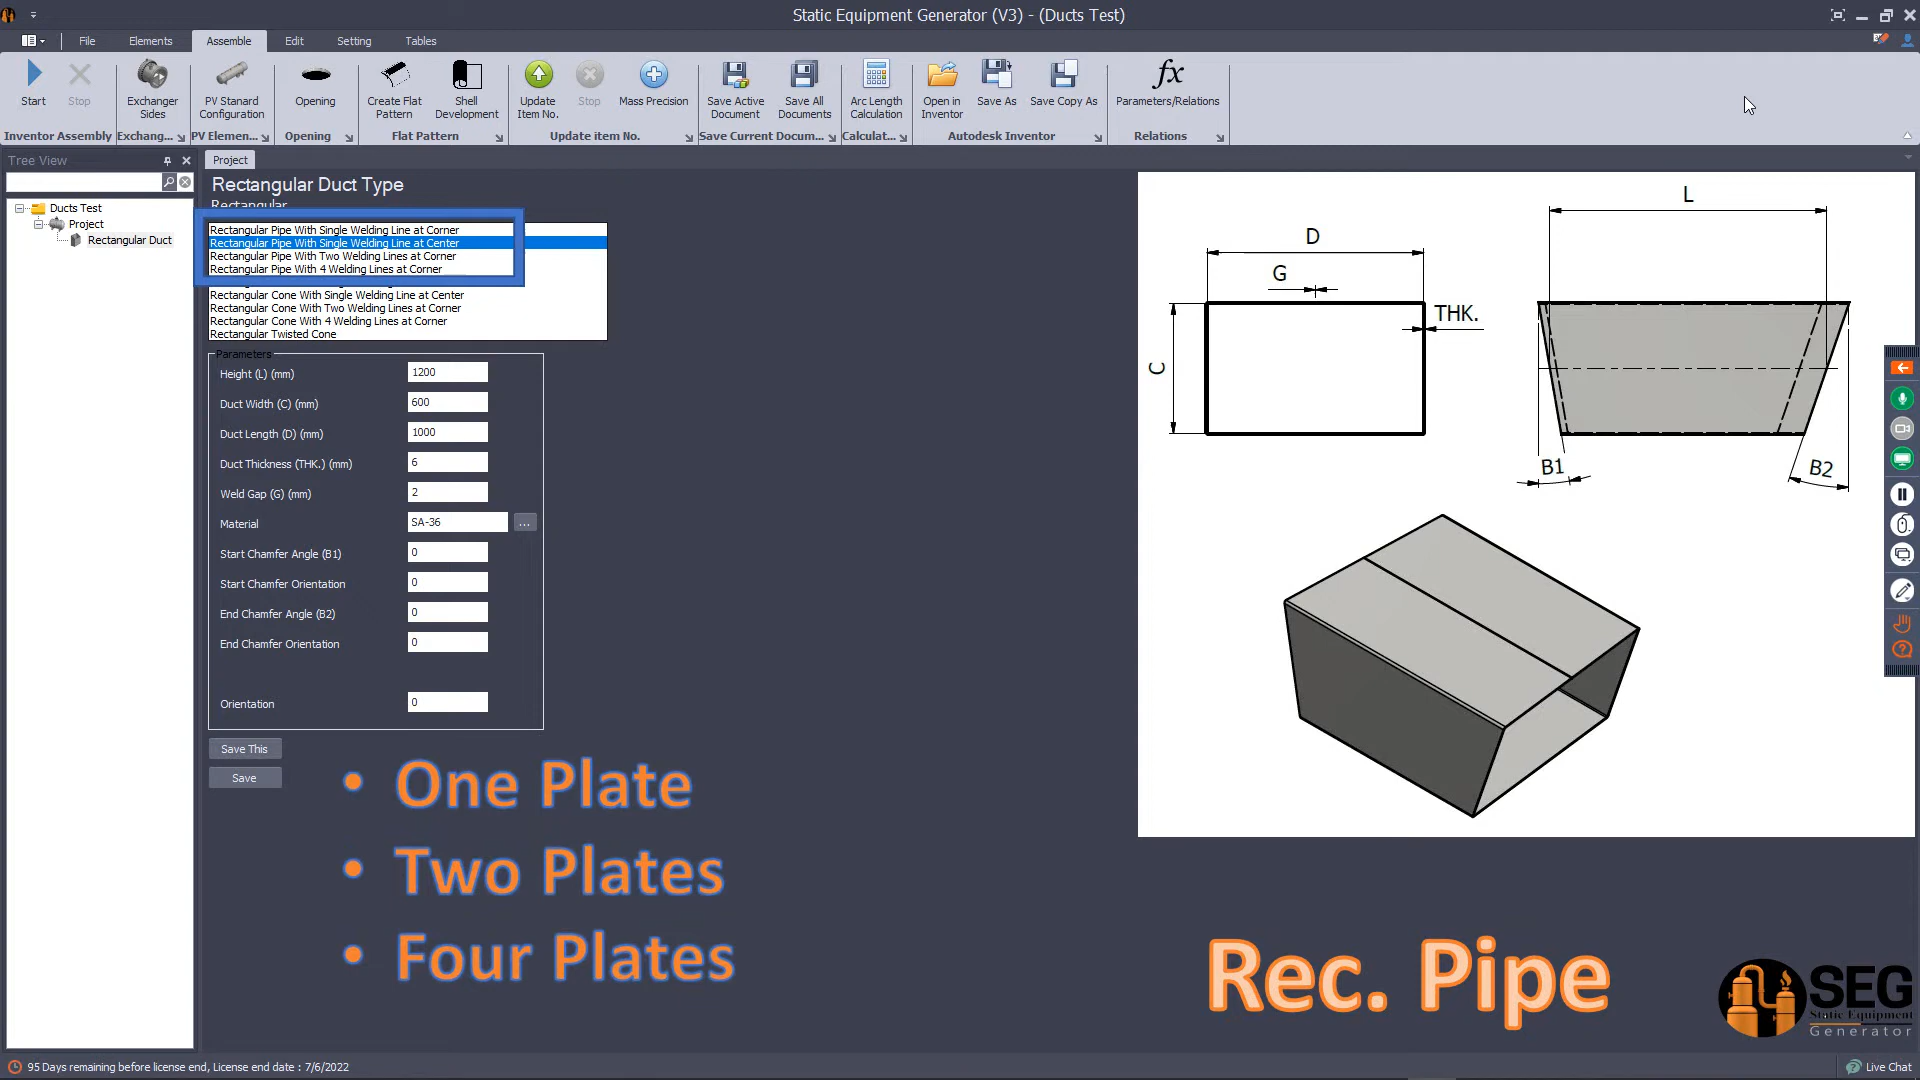 Static Equipment Generator (V3) - (Ducts Test)
File Elements Assemble Edit Setting Tables
Start
Stop
Exchanger Sides
PV Stanard Configuration
Opening
Create Flat Pattern
Shell Development
Update Item No.
Stop
Mass Precision
Save Active Document
Save All Documents
Arc Length Calculation
Open in Inventor
Save As
Save Copy As
fx
Parameters/Relations
Inventor Assembly Exchang... PV Elemen... Opening Flat Pattern Update item No. Save Current Docum... Calculat... Autodesk Inventor Relations
Tree View
Ducts Test
Project
Rectangular Duct
Project
Rectangular Duct Type
Rectangular
Rectangular Pipe With Single Welding Line at Corner
Rectangular Pipe With Single Welding Line at Center
Rectangular Pipe With Two Welding Lines at Corner
Rectangular Pipe With 4 Welding Lines at Corner
Rectangular Cone With Single Welding Line at Center
Rectangular Cone With Two Welding Lines at Corner
Rectangular Cone With 4 Welding Lines at Corner
Rectangular Twisted Cone
Parameters
Height (L) (mm) 1200
Duct Width (C) (mm) 600
Duct Length (D) (mm) 1000
Duct Thickness (THK.) (mm) 6
Weld Gap (G) (mm) 2
Material SA-36 ...
Start Chamfer Angle (B1) 0
Start Chamfer Orientation 0
End Chamfer Angle (B2) 0
End Chamfer Orientation 0
Orientation 0
Save This
Save
L
D
G
THK.
C
B1
B2
• One Plate
• Two Plates
• Four Plates
Rec. Pipe
SEG
Static Equipment
Generator
95 Days remaining before license end, License end date : 7/6/2022
Live Chat